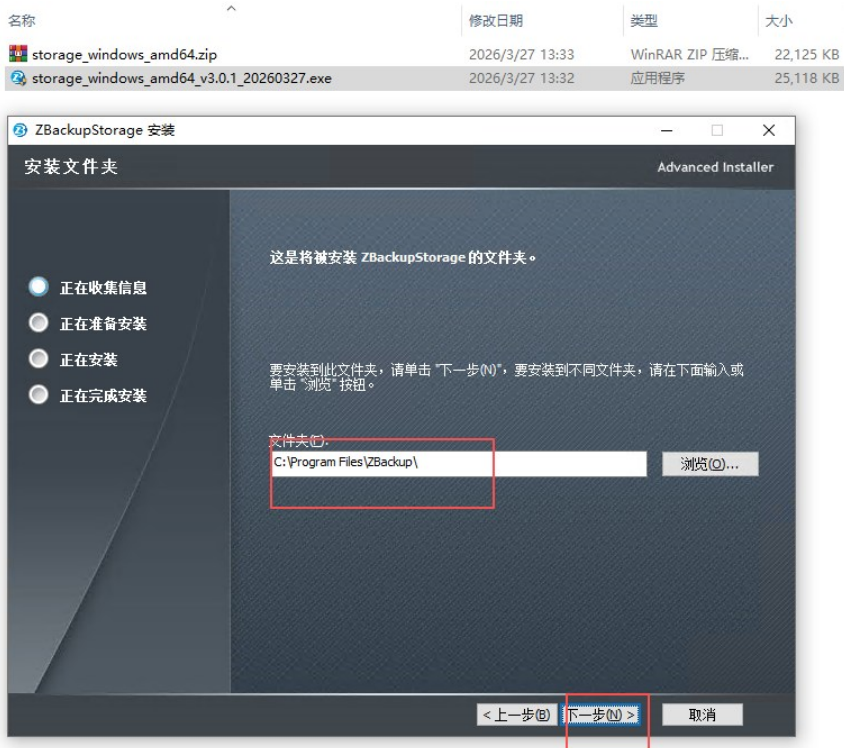 名称 修改日期 类型 大小
storage_windows_amd64.zip 2026/3/27 13:33 WinRAR ZIP 压缩... 22,125 KB
storage_windows_amd64_v3.0.1_20260327.exe 2026/3/27 13:32 应用程序 25,118 KB
ZBackupStorage 安装
安装文件夹
Advanced Installer
正在收集信息
正在准备安装
正在安装
正在完成安装
这是将被安装 ZBackupStorage 的文件夹。
要安装到此文件夹，请单击 "下一步(N)"，要安装到不同文件夹，请在下面输入或
单击 "浏览" 按钮。
文件夹(F):
C:\Program Files\ZBackup\
浏览(O)...
< 上一步(B) 下一步(N) > 取消